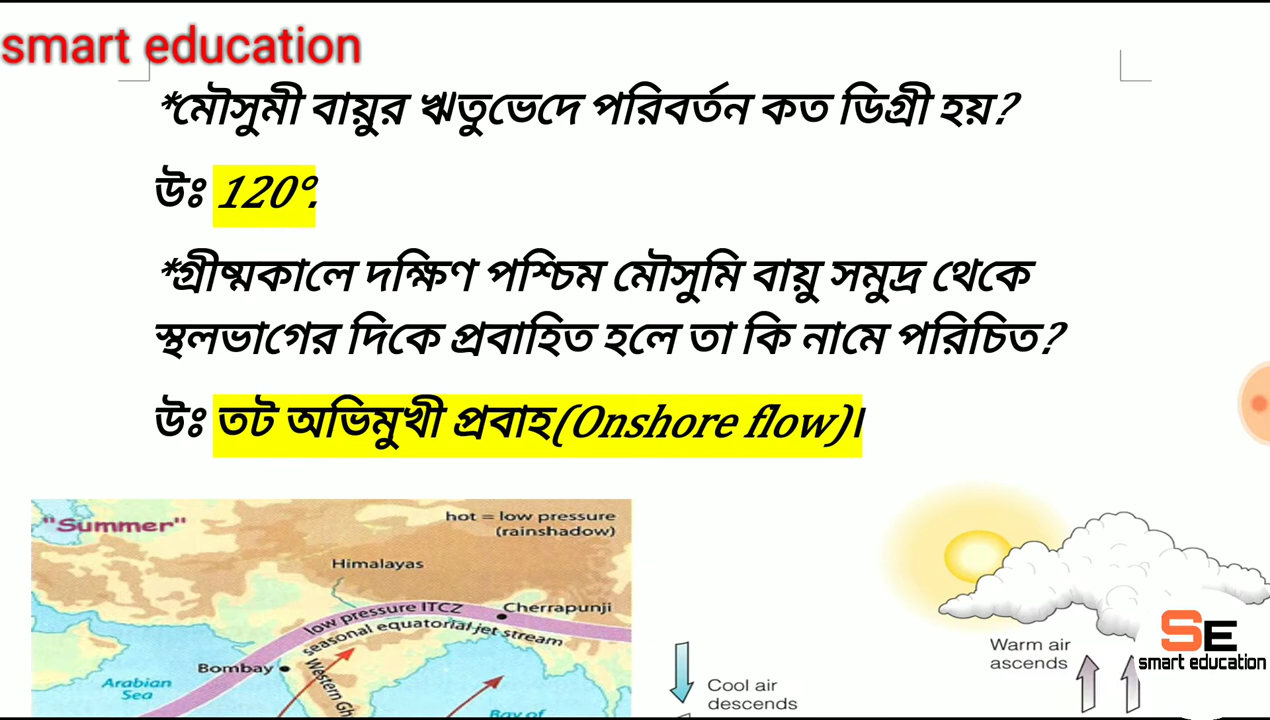 smart education
*মৌসুমী বায়ুর ঋতুভেদে পরিবর্তন কত ডিগ্রী হয়?
উঃ 120°.
*গ্রীষ্মকালে দক্ষিণ পশ্চিম মৌসুমি বায়ু সমুদ্র থেকে
স্থলভাগের দিকে প্রবাহিত হলে তা কি নামে পরিচিত?
উঃ তট অভিমুখী প্রবাহ(Onshore flow)।
"Summer"
hot = low pressure
(rainshadow)
Himalayas
low pressure ITCZ
Cherrapunji
seasonal equatorial jet stream
Bombay
Western Gh
Arabian
Sea
Bay of
Cool air
descends
Warm air
ascends
SE
smart education